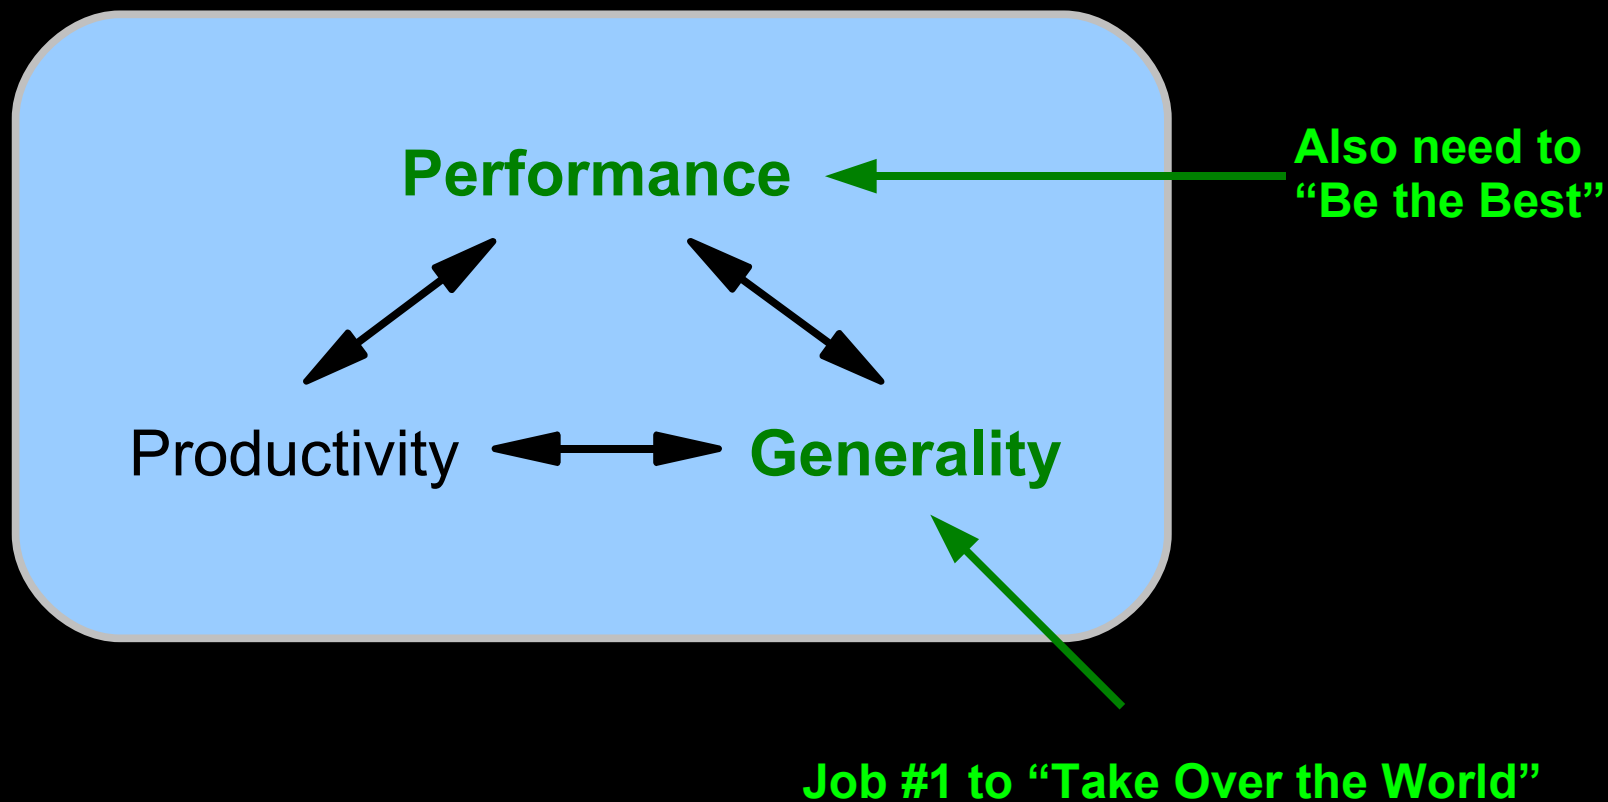 Performance
Also need to
“Be the Best”
Productivity
Generality
Job #1 to “Take Over the World”